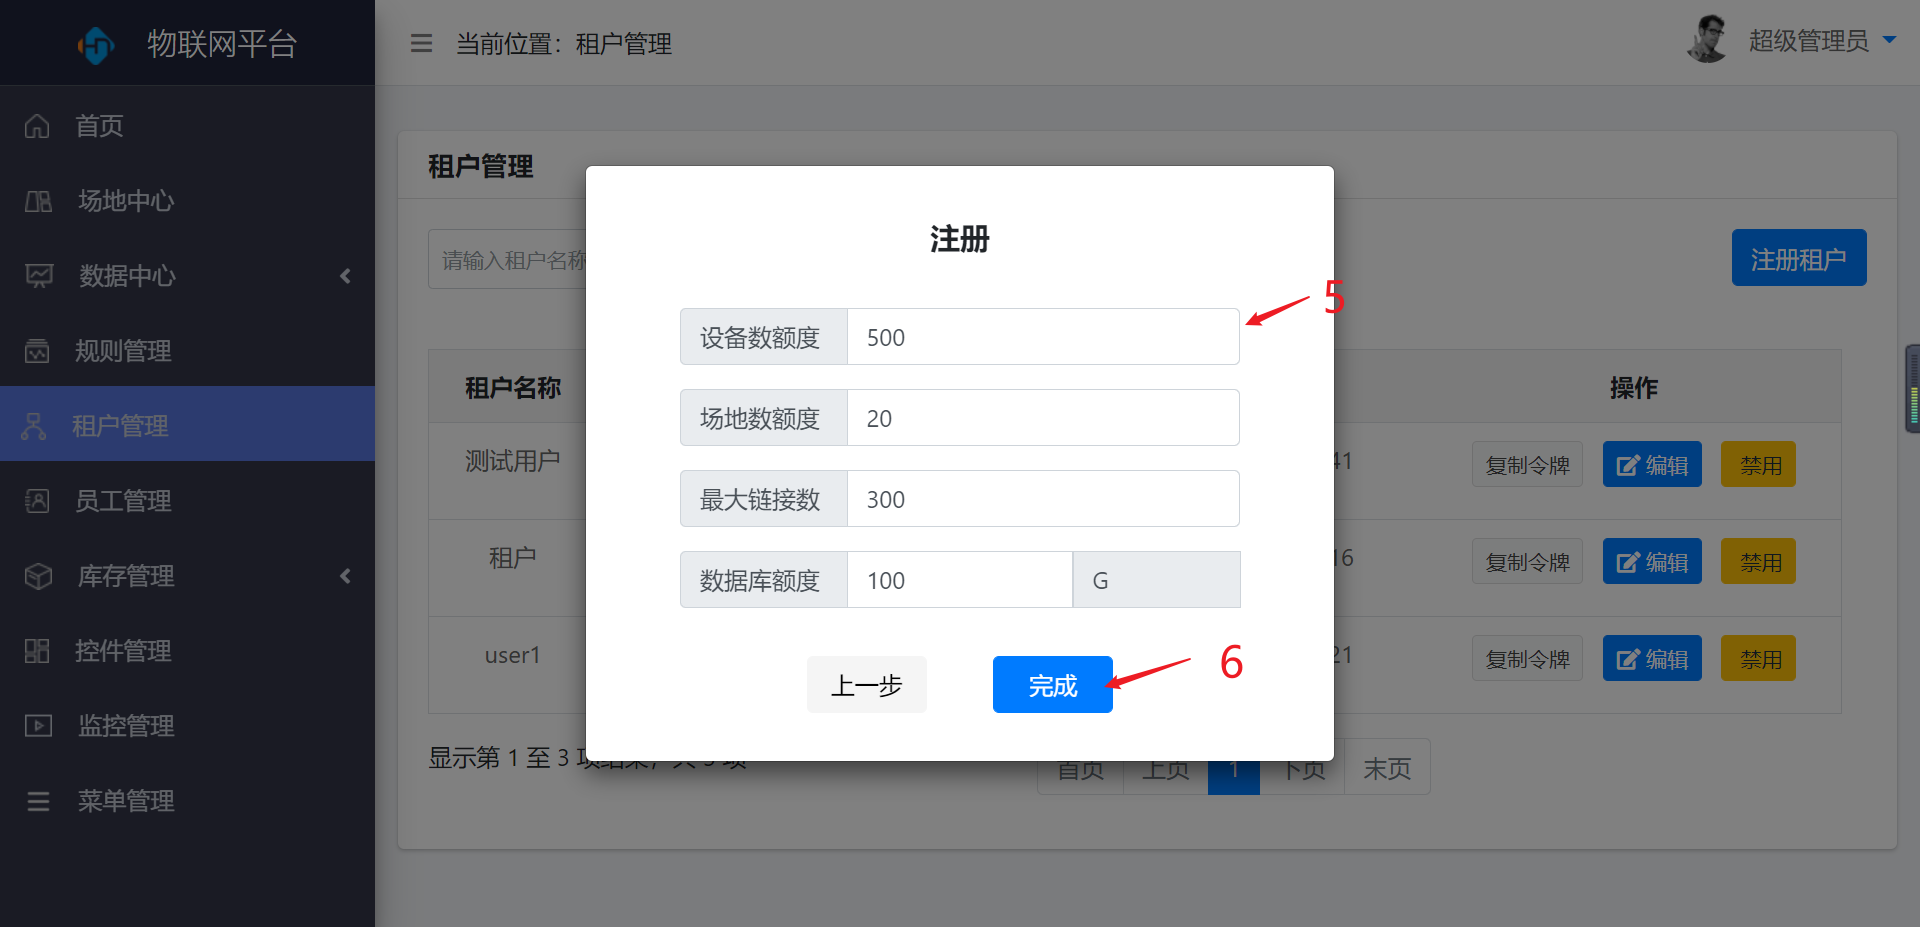 物联网平台
当前位置：租户管理
超级管理员
首页
场地中心
数据中心
规则管理
租户管理
员工管理
库存管理
控件管理
监控管理
菜单管理
租户管理
请输入租户名称
注册租户
租户名称
操作
测试用户
41
复制令牌
编辑
禁用
租户
16
复制令牌
编辑
禁用
user1
21
复制令牌
编辑
禁用
显示第 1 至 3 项结果，共 3 项
首页
上页
1
下页
末页
注册
设备数额度
500
5
场地数额度
20
最大链接数
300
数据库额度
100
G
上一步
完成
6